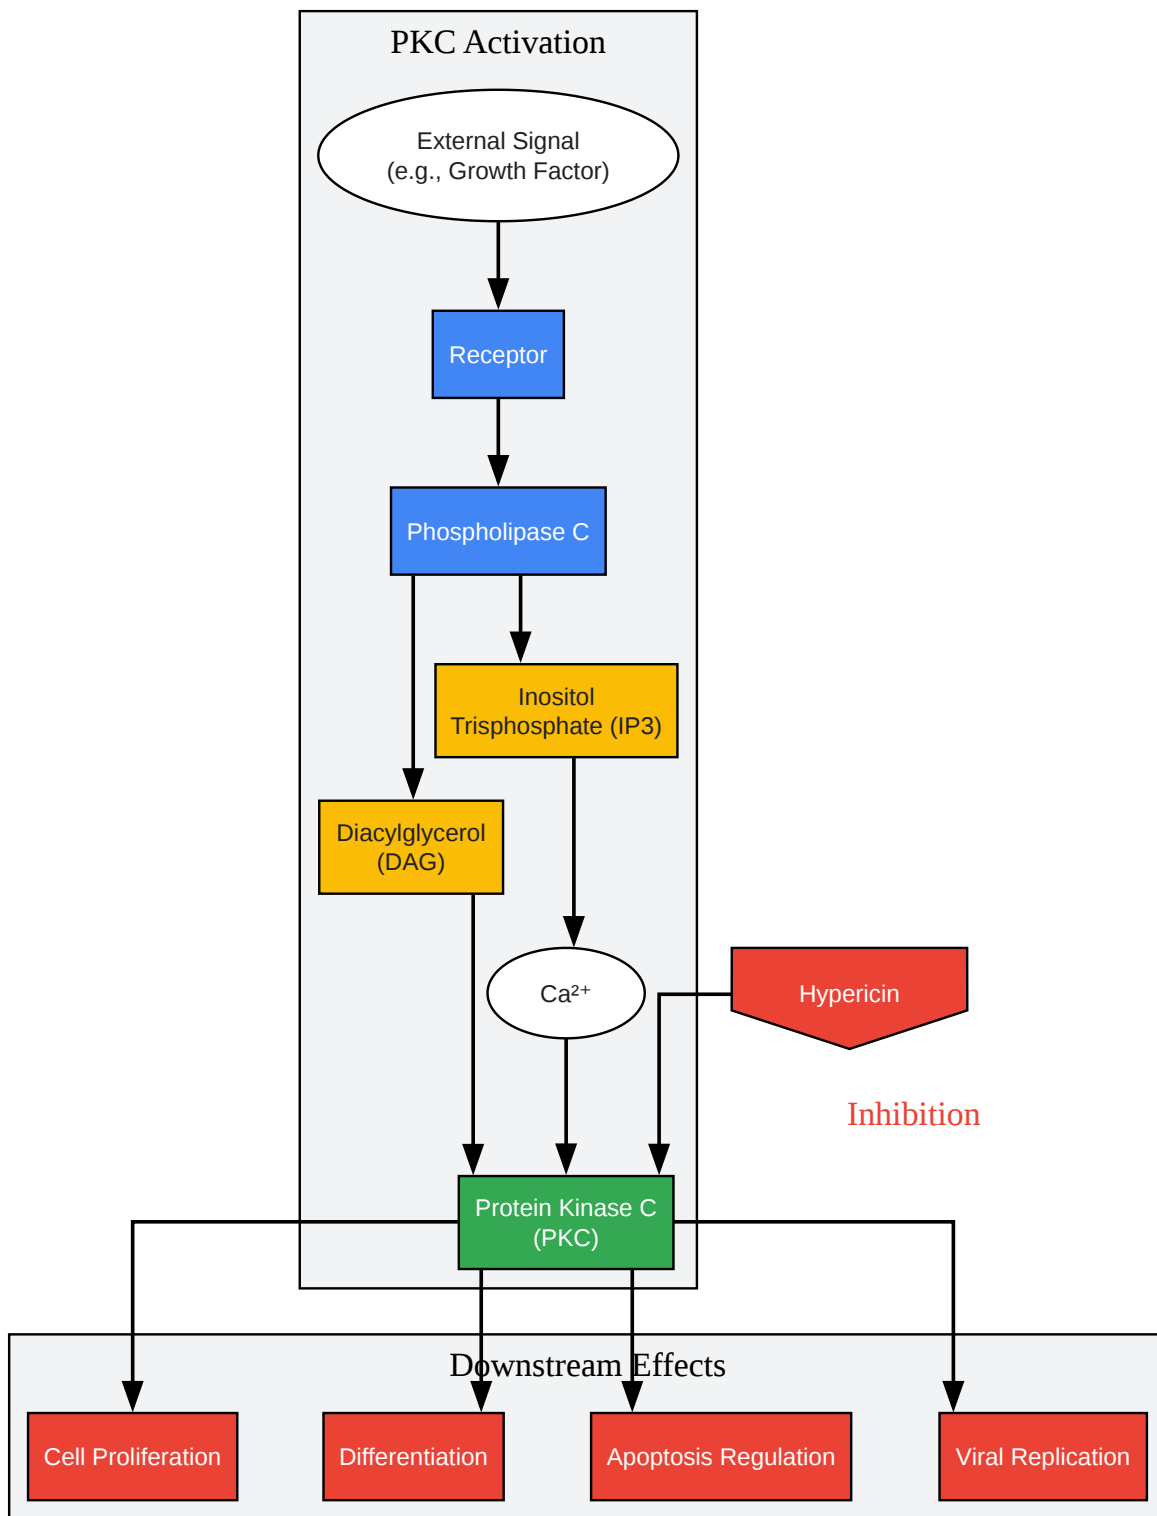 PKC Activation
External Signal
(e.g., Growth Factor)
Receptor
Phospholipase C
Inositol
Trisphosphate (IP3)
Diacylglycerol
(DAG)
Ca²⁺
Hypericin
Inhibition
Protein Kinase C
(PKC)
Downstream Effects
Cell Proliferation
Differentiation
Apoptosis Regulation
Viral Replication